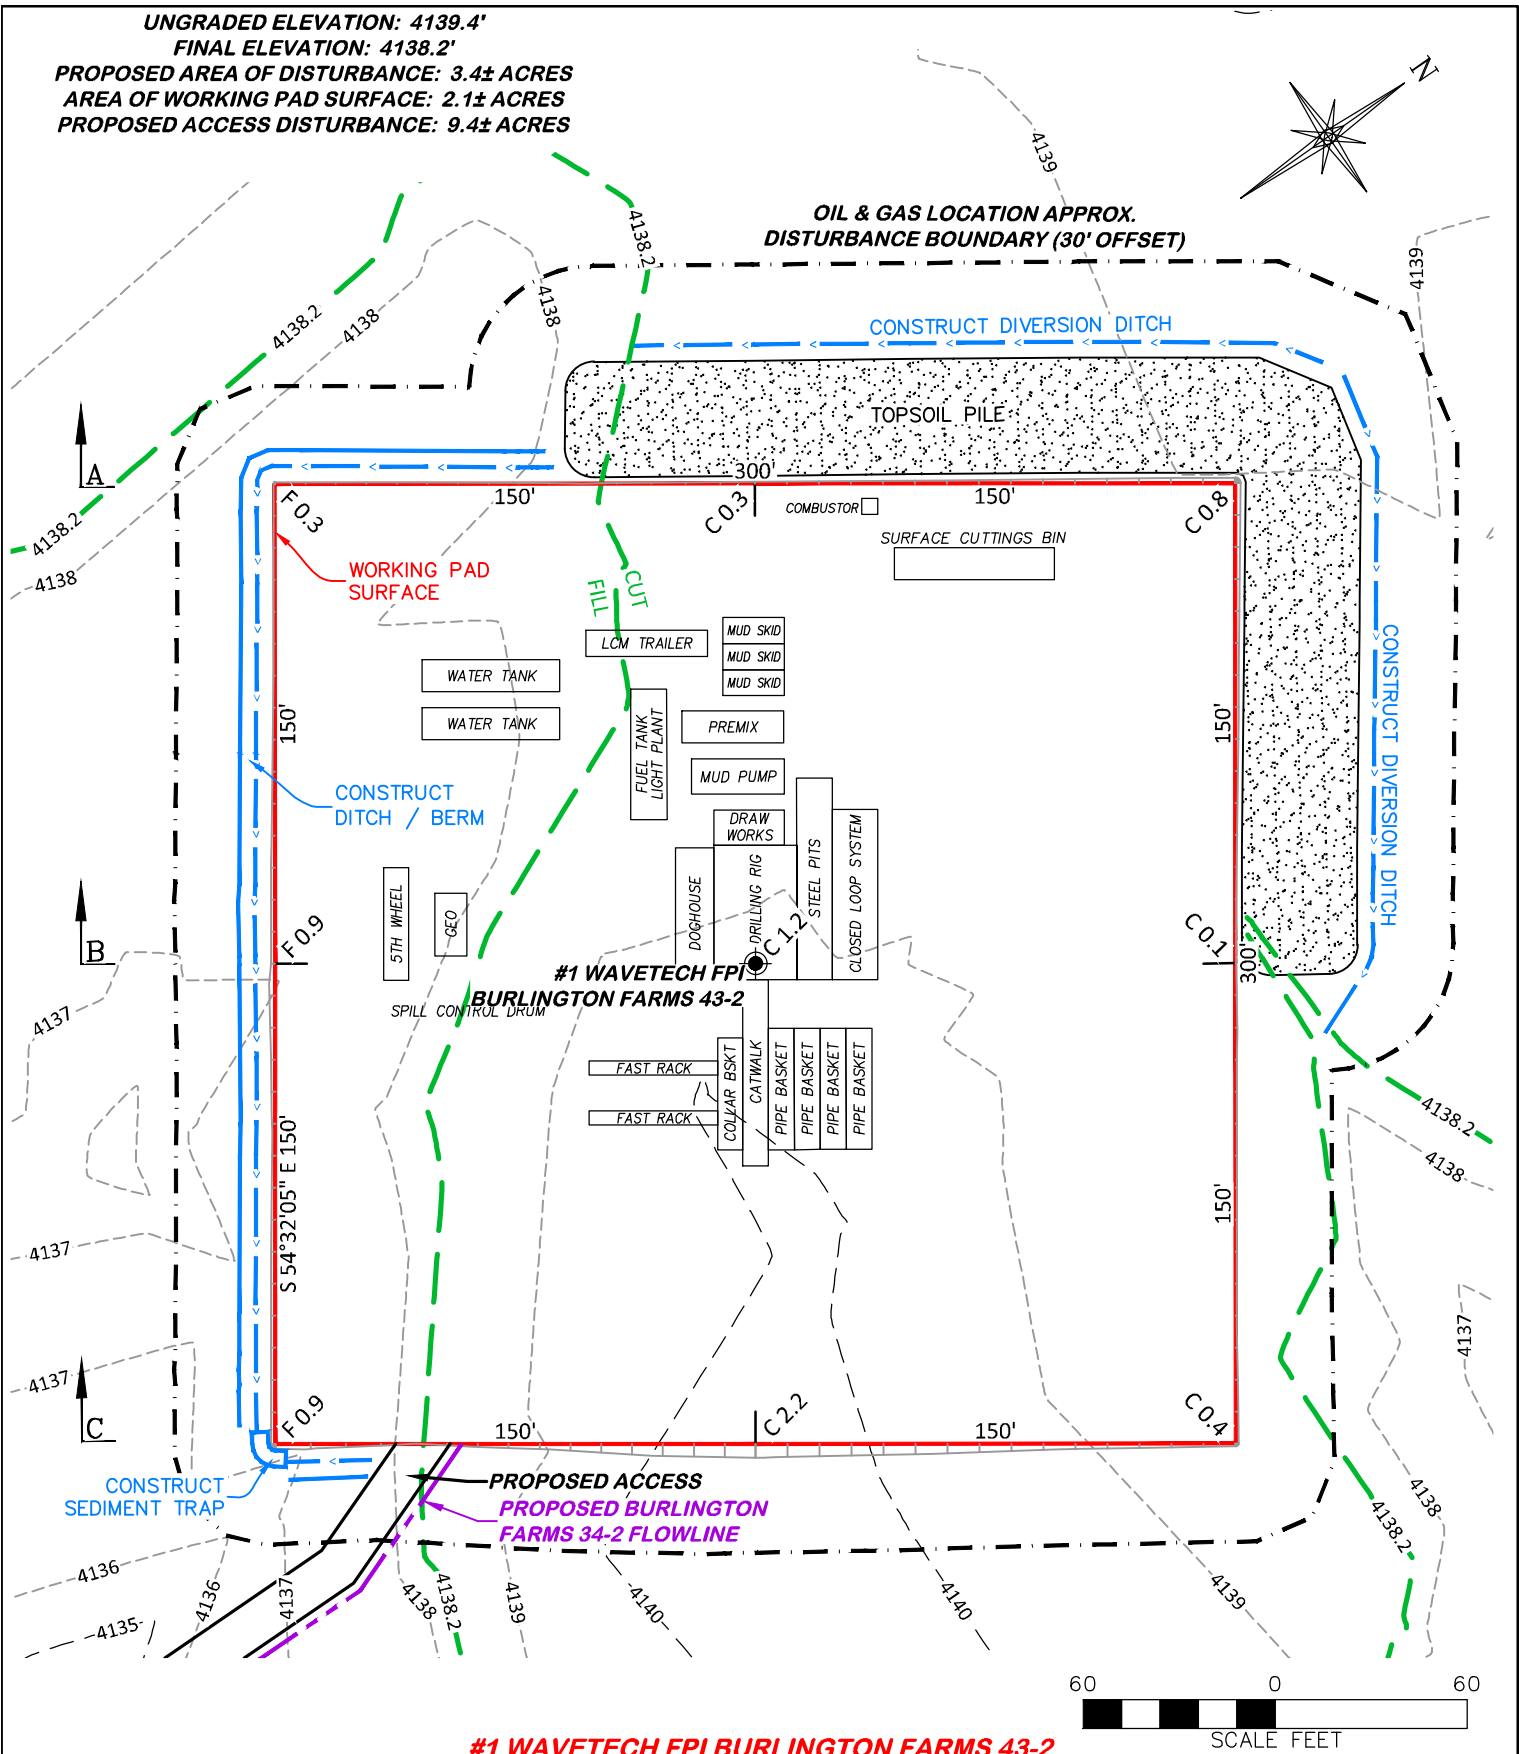 UNGRADED ELEVATION: 4139.4'
FINAL ELEVATION: 4138.2'
PROPOSED AREA OF DISTURBANCE: 3.4± ACRES
AREA OF WORKING PAD SURFACE: 2.1± ACRES
PROPOSED ACCESS DISTURBANCE: 9.4± ACRES
N
4139
OIL & GAS LOCATION APPROX.
DISTURBANCE BOUNDARY (30' OFFSET)
4138.2
4139
4138
4138.2
4138
CONSTRUCT DIVERSION DITCH
TOPSOIL PILE
A
300'
150'
150'
F 0.3
C 0.3
C 0.8
COMBUSTOR
SURFACE CUTTINGS BIN
4138.2
4138
WORKING PAD
SURFACE
FILL
CUT
LCM TRAILER
MUD SKID
MUD SKID
MUD SKID
WATER TANK
WATER TANK
FUEL TANK
LIGHT PLANT
PREMIX
MUD PUMP
150'
150'
CONSTRUCT DIVERSION DITCH
CONSTRUCT
DITCH / BERM
DRAW
WORKS
DOGHOUSE
DRILLING RIG
STEEL PITS
CLOSED LOOP SYSTEM
5TH WHEEL
GEO
B
F 0.9
C 1.2
C 0.1
300'
#1 WAVETECH FPI
BURLINGTON FARMS 43-2
SPILL CONTROL DRUM
4137
FAST RACK
FAST RACK
COLLAR BSKT
CATWALK
PIPE BASKET
PIPE BASKET
PIPE BASKET
PIPE BASKET
4138.2
4138
S 54°32'05" E 150'
150'
4137
4137
4137
C
F 0.9
150'
C 2.2
150'
C 0.4
CONSTRUCT
SEDIMENT TRAP
PROPOSED ACCESS
PROPOSED BURLINGTON
FARMS 34-2 FLOWLINE
4138
4138.2
4136
4135
4136
4137
4138
4138.2
4139
4140
4140
4139
60 0 60
SCALE FEET
#1 WAVETECH FPI BURLINGTON FARMS 43-2